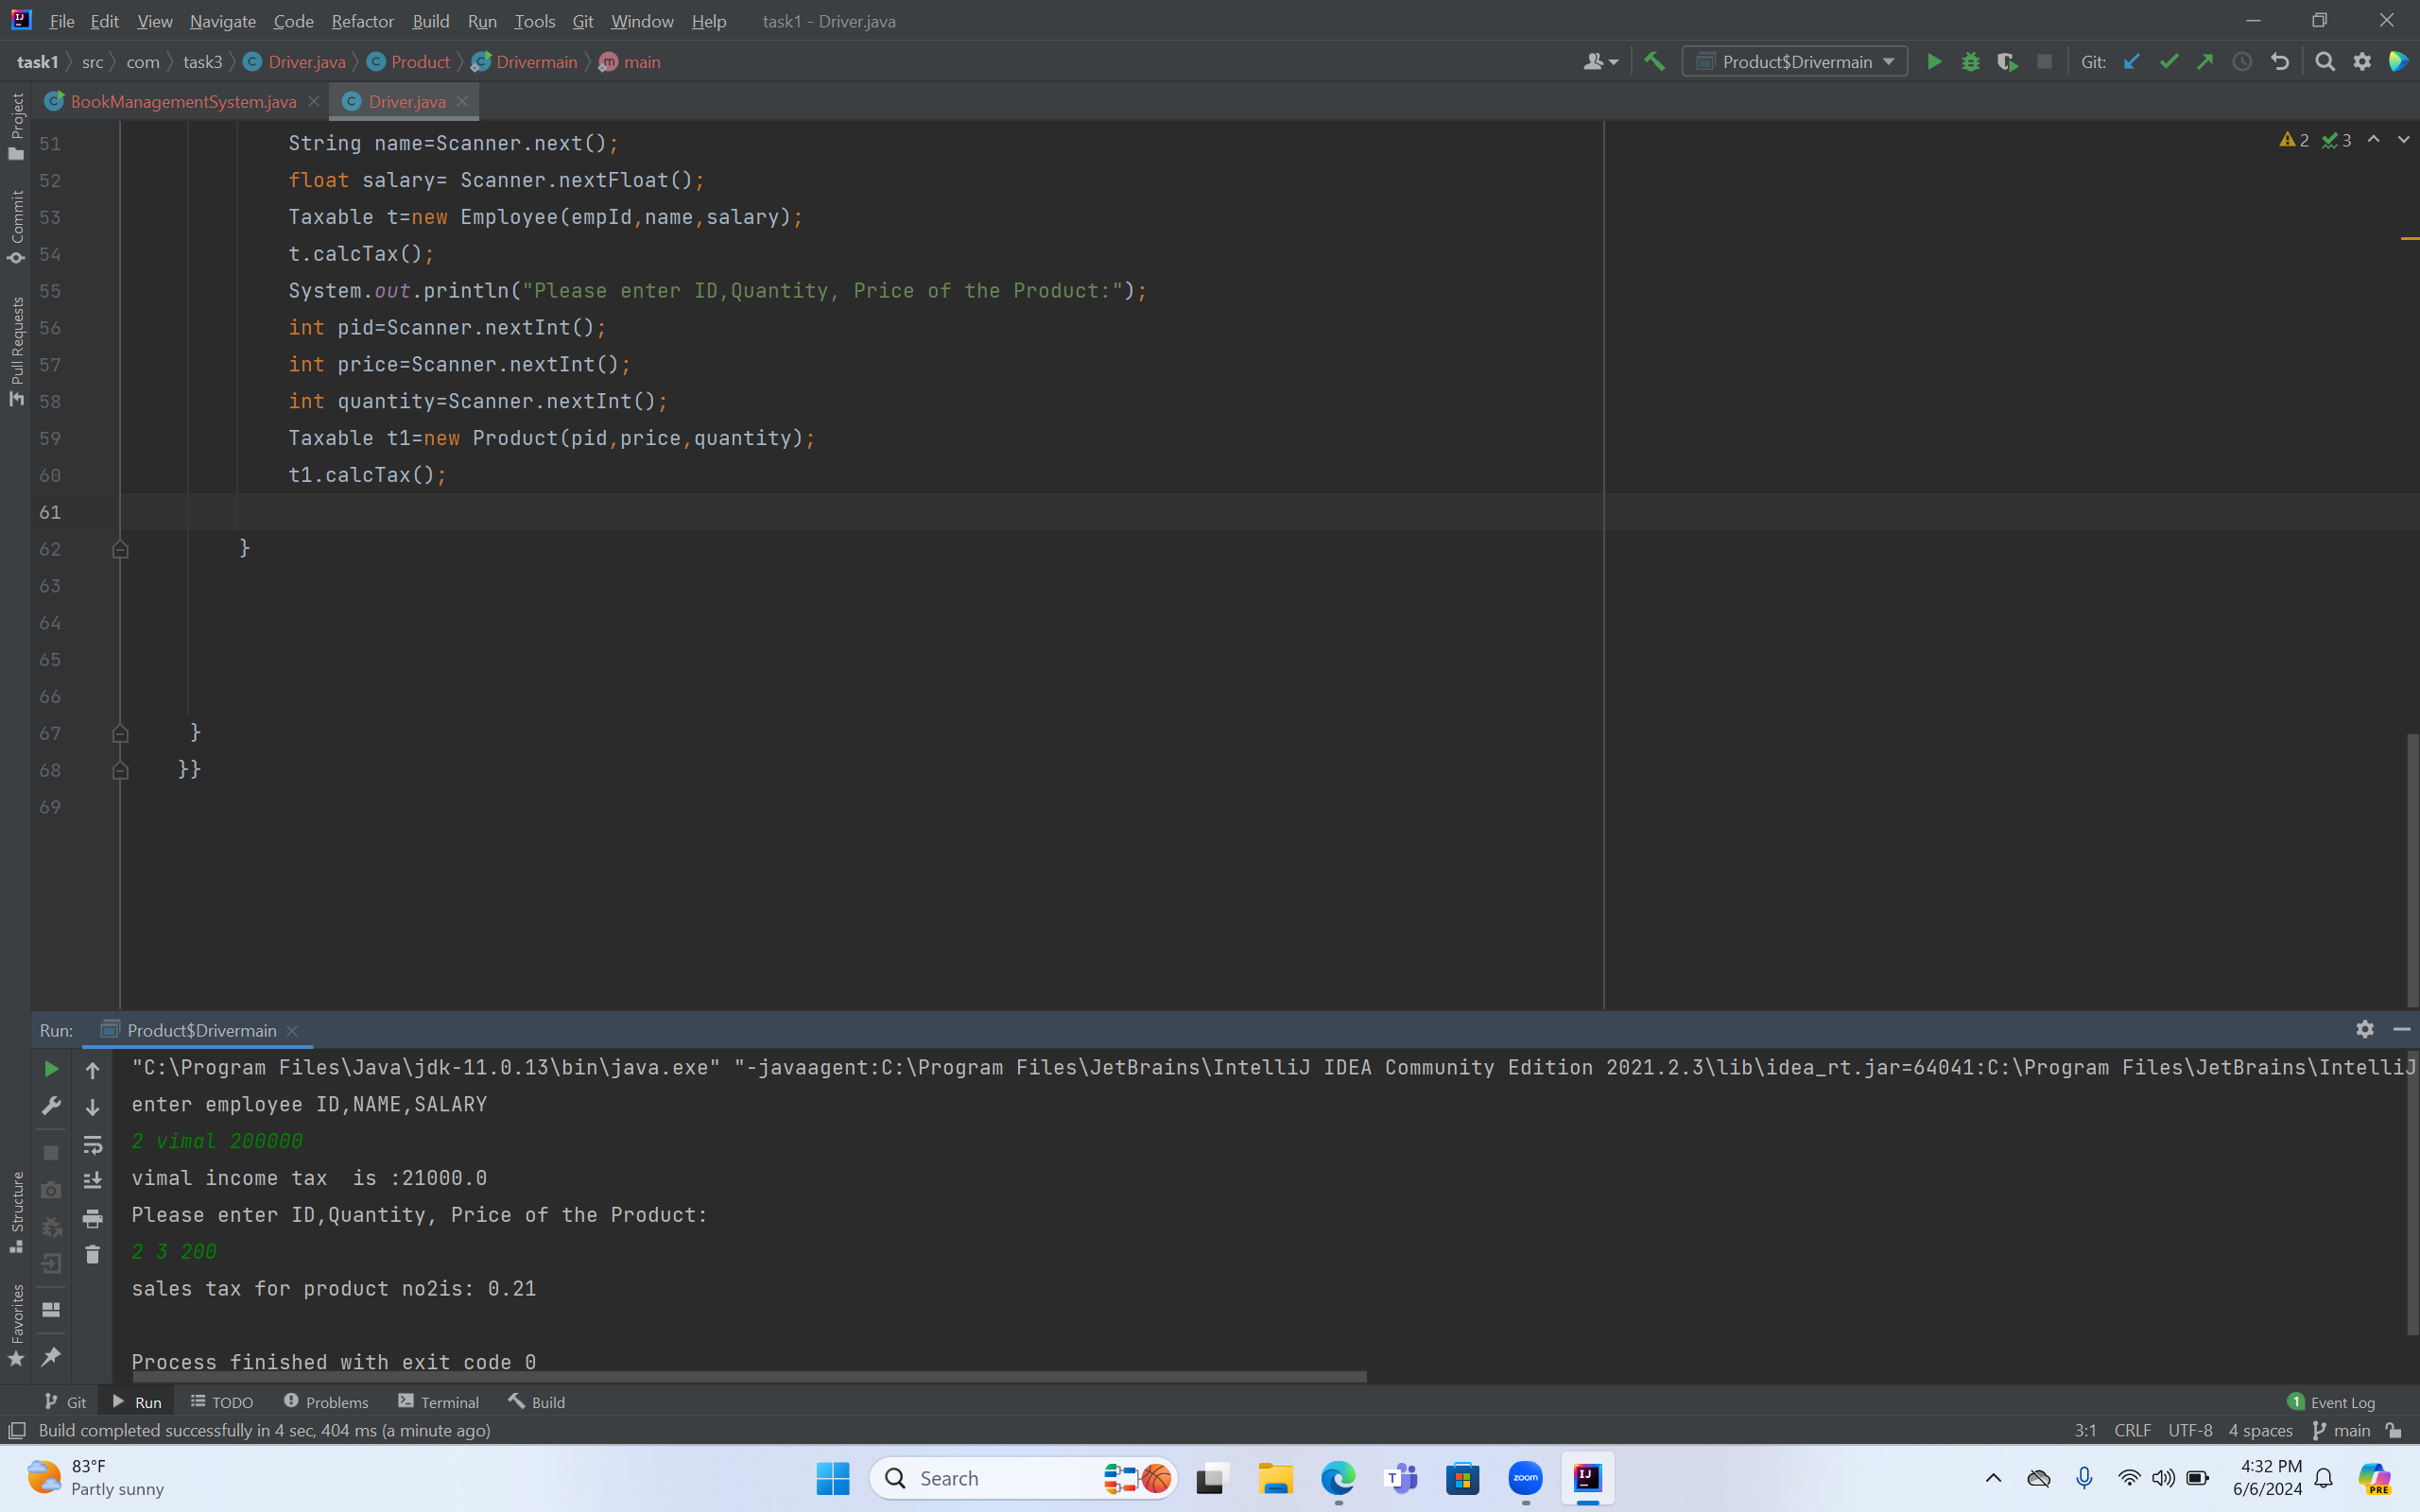 File Edit View Navigate Code Refactor Build Run Tools Git Window Help task1 - Driver.java
task1 src com task3 Driver.java Product Drivermain main Product$Drivermain Git:
BookManagementSystem.java Driver.java
Project
Commit
Pull Requests
Structure
Favorites
2 3
51 String name=Scanner.next();
52 float salary= Scanner.nextFloat();
53 Taxable t=new Employee(empId,name,salary);
54 t.calcTax();
55 System.out.println("Please enter ID,Quantity, Price of the Product:");
56 int pid=Scanner.nextInt();
57 int price=Scanner.nextInt();
58 int quantity=Scanner.nextInt();
59 Taxable t1=new Product(pid,price,quantity);
60 t1.calcTax();
61
62 }
63
64
65
66
67 }
68 }}
69
Run: Product$Drivermain
"C:\Program Files\Java\jdk-11.0.13\bin\java.exe" "-javaagent:C:\Program Files\JetBrains\IntelliJ IDEA Community Edition 2021.2.3\lib\idea_rt.jar=64041:C:\Program Files\JetBrains\IntelliJ
enter employee ID,NAME,SALARY
2 vimal 200000
vimal income tax  is :21000.0
Please enter ID,Quantity, Price of the Product:
2 3 200
sales tax for product no2is: 0.21
Process finished with exit code 0
Git Run TODO Problems Terminal Build 1 Event Log
Build completed successfully in 4 sec, 404 ms (a minute ago) 3:1 CRLF UTF-8 4 spaces main
83°F
Partly sunny
Search
zoom
4:32 PM
6/6/2024
PRE